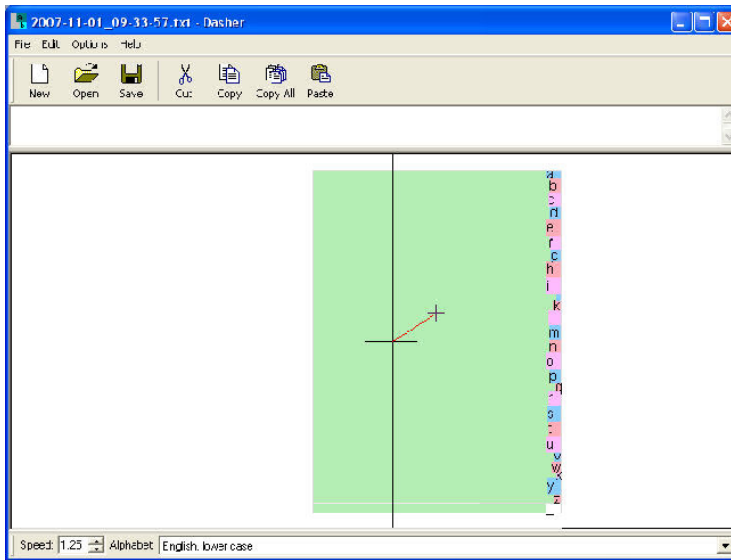 2007-11-01_09-33-57.txt - Dasher
File Edit Options Help
New Open Save Cut Copy Copy All Paste
a
b
c
d
e
f
g
h
i
k
m
n
o
p
q
r
s
t
u
v
w
x
y
z
Speed: 1.25 Alphabet: English, lower case